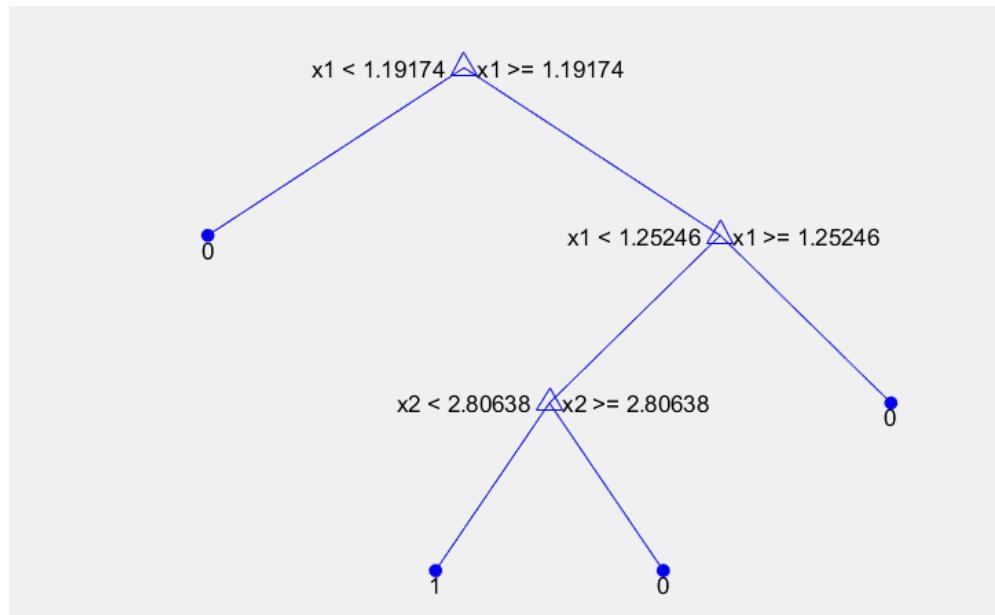 x1 < 1.19174 x1 >= 1.19174
x1 < 1.25246 x1 >= 1.25246
0
x2 < 2.80638 x2 >= 2.80638
0
1 0